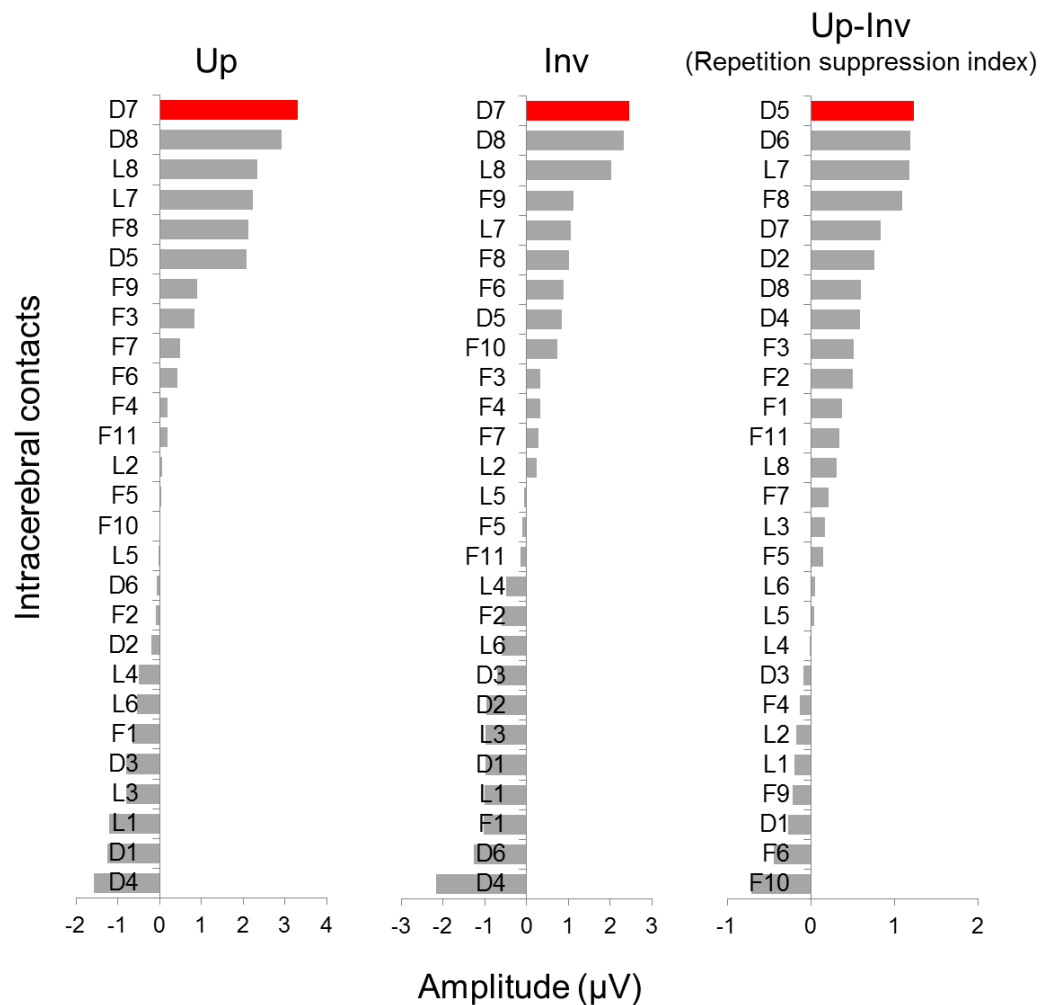 Up
Inv
Up-Inv
(Repetition suppression index)
Intracerebral contacts
D7
D8
L8
L7
F8
D5
F9
F3
F7
F6
F4
F11
L2
F5
F10
L5
D6
F2
D2
L4
L6
F1
D3
L3
L1
D1
D4
-2 -1 0 1 2 3 4
D7
D8
L8
F9
L7
F8
F6
D5
F10
F3
F4
F7
L2
L5
F5
F11
L4
F2
L6
D3
D2
L3
D1
L1
F1
D6
D4
-3 -2 -1 0 1 2 3
D5
D6
L7
F8
D7
D2
D8
D4
F3
F2
F1
F11
L8
F7
L3
F5
L6
L5
L4
D3
F4
L2
L1
F9
D1
F6
F10
-1 0 1 2
Amplitude (µV)